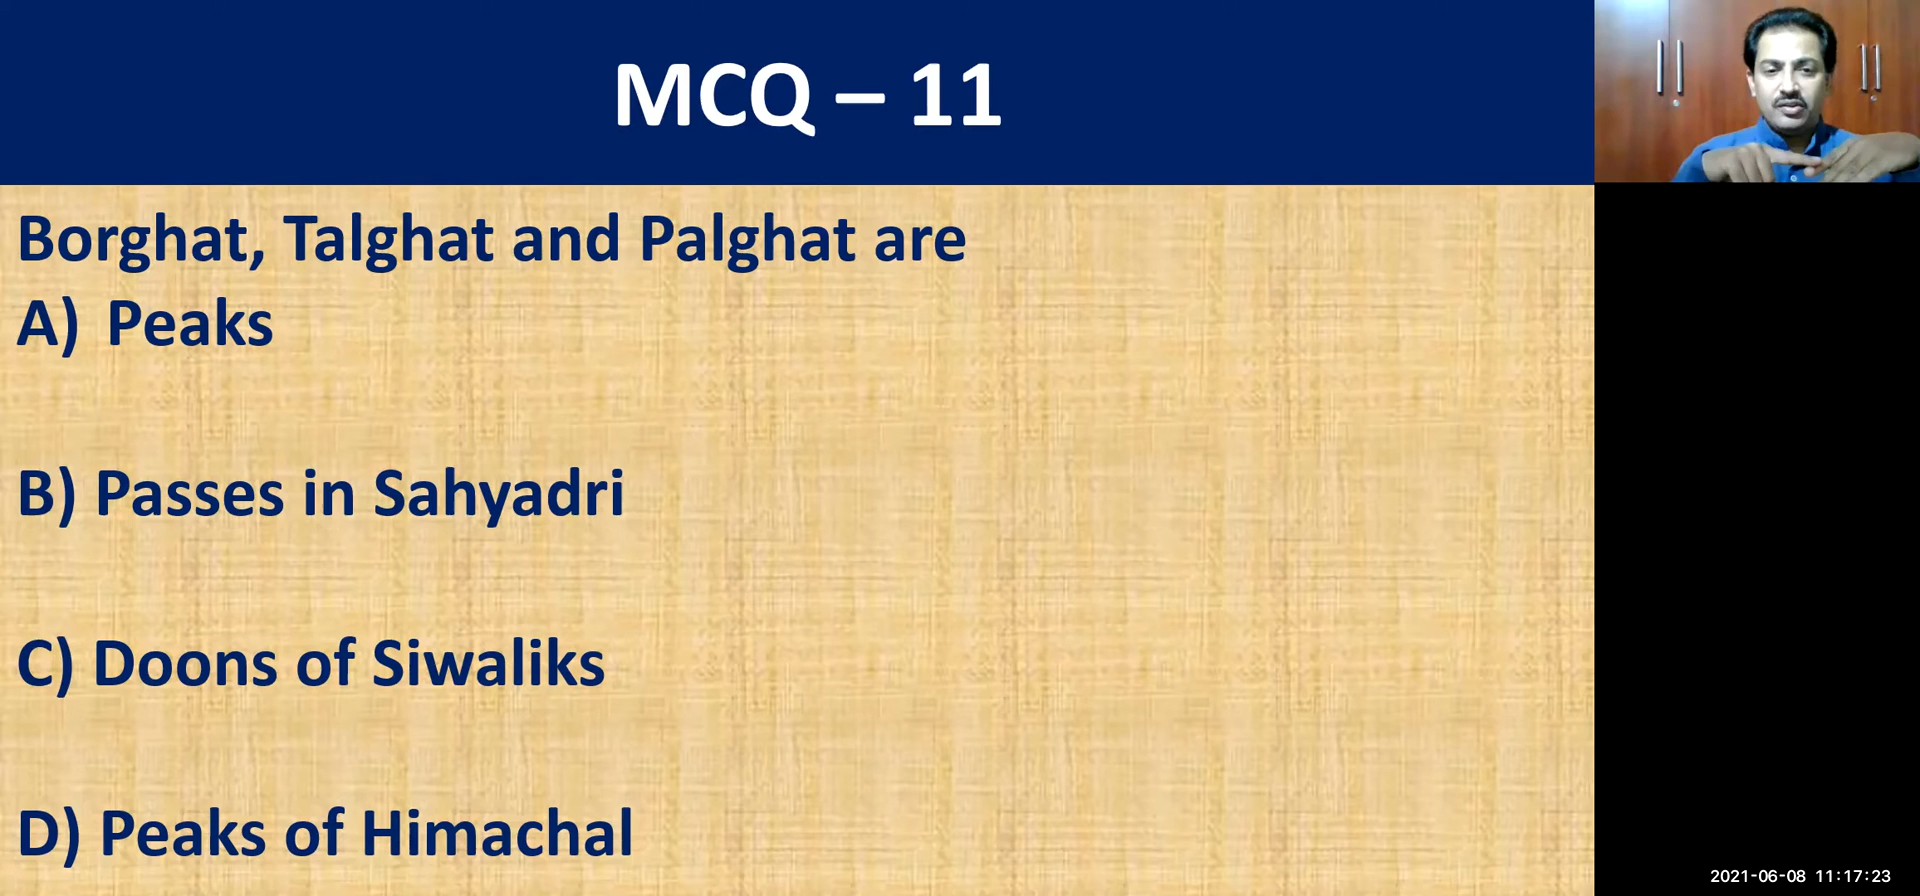 MCQ – 11
Borghat, Talghat and Palghat are
A) Peaks
B) Passes in Sahyadri
C) Doons of Siwaliks
D) Peaks of Himachal
2021-06-08 11:17:23